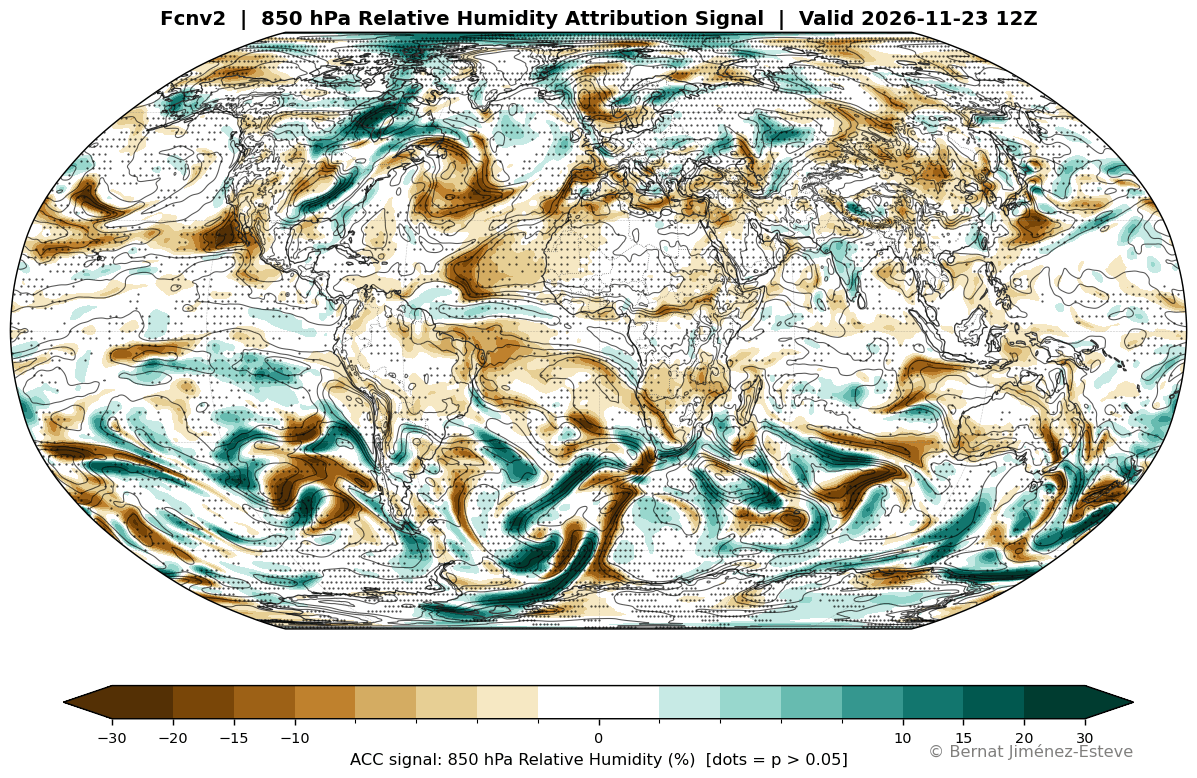 Fcnv2 | 850 hPa Relative Humidity Attribution Signal | Valid 2026-11-23 12Z
−30 −20 −15 −10 0 10 15 20 30
© Bernat Jiménez-Esteve
ACC signal: 850 hPa Relative Humidity (%) [dots = p > 0.05]